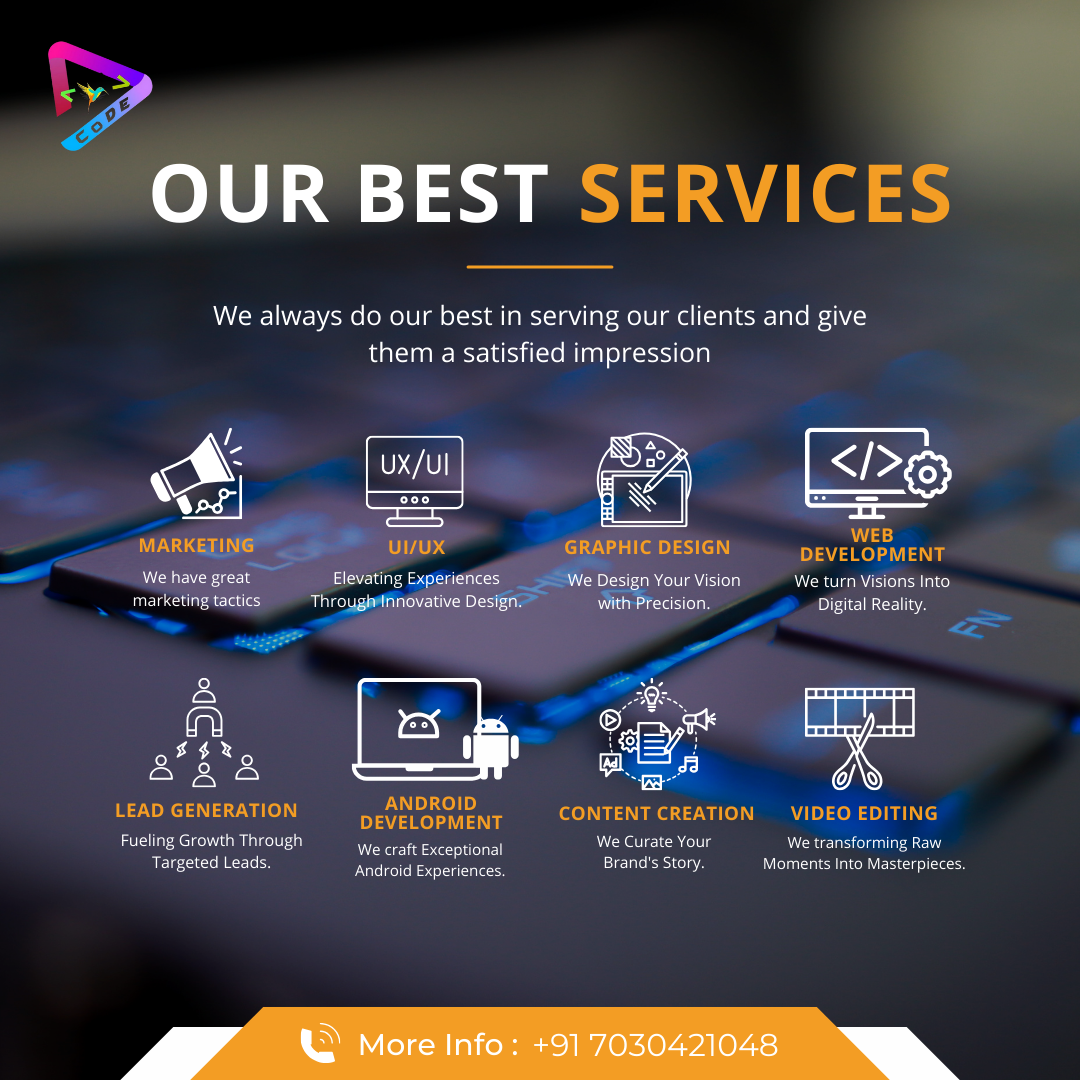 CODE
OUR BEST SERVICES
We always do our best in serving our clients and give
them a satisfied impression
UX/UI
</>
MARKETING
We have great
marketing tactics
UI/UX
Elevating Experiences
Through Innovative Design.
GRAPHIC DESIGN
We Design Your Vision
with Precision.
WEB
DEVELOPMENT
We turn Visions Into
Digital Reality.
SHIFT
FN
Ad
LEAD GENERATION
Fueling Growth Through
Targeted Leads.
ANDROID
DEVELOPMENT
We craft Exceptional
Android Experiences.
CONTENT CREATION
We Curate Your
Brand's Story.
VIDEO EDITING
We transforming Raw
Moments Into Masterpieces.
More Info : +91 7030421048